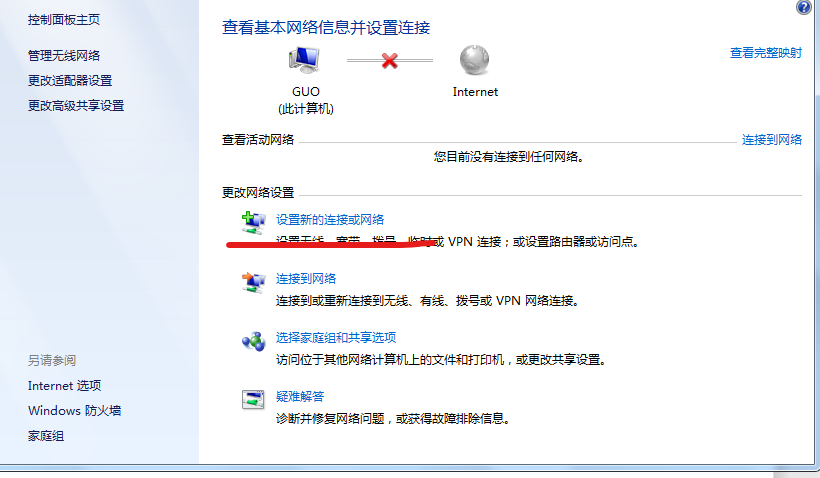 控制面板主页
管理无线网络
更改适配器设置
更改高级共享设置
查看基本网络信息并设置连接
查看完整映射
GUO
(此计算机)
Internet
查看活动网络
连接到网络
您目前没有连接到任何网络。
更改网络设置
设置新的连接或网络
设置无线、宽带、拨号、临时或 VPN 连接；或设置路由器或访问点。
连接到网络
连接到或重新连接到无线、有线、拨号或 VPN 网络连接。
选择家庭组和共享选项
访问位于其他网络计算机上的文件和打印机，或更改共享设置。
疑难解答
诊断并修复网络问题，或获得故障排除信息。
另请参阅
Internet 选项
Windows 防火墙
家庭组